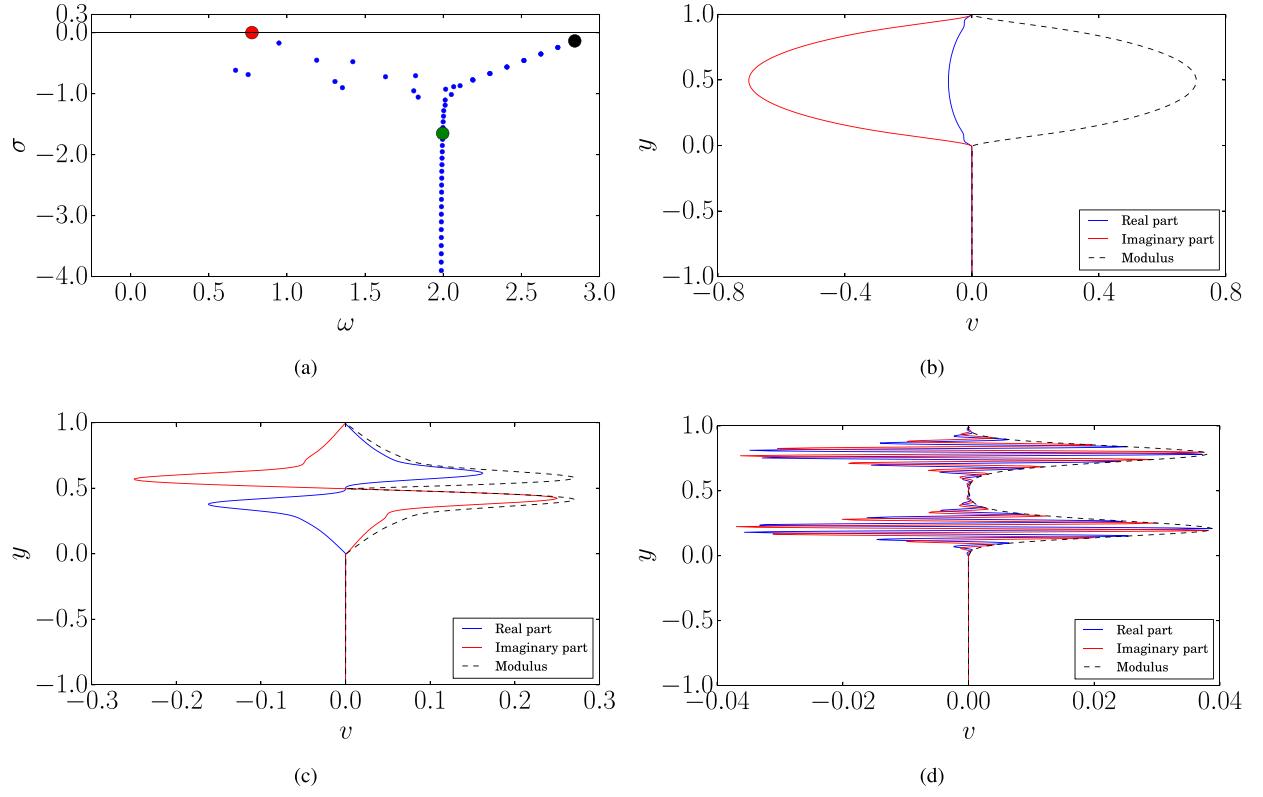 0.3
0.0
−1.0
−2.0
−3.0
−4.0
σ
0.0 0.5 1.0 1.5 2.0 2.5 3.0
ω
(a)
1.0
0.5
0.0
−0.5
−1.0
y
Real part
Imaginary part
Modulus
−0.8 −0.4 0.0 0.4 0.8
v
(b)
−0.3 −0.2 −0.1 0.0 0.1 0.2 0.3
1.0
0.5
0.0
−0.5
−1.0
y
Real part
Imaginary part
Modulus
v
(c)
1.0
0.5
0.0
−0.5
−1.0
y
Real part
Imaginary part
Modulus
−0.04 −0.02 0.00 0.02 0.04
v
(d)